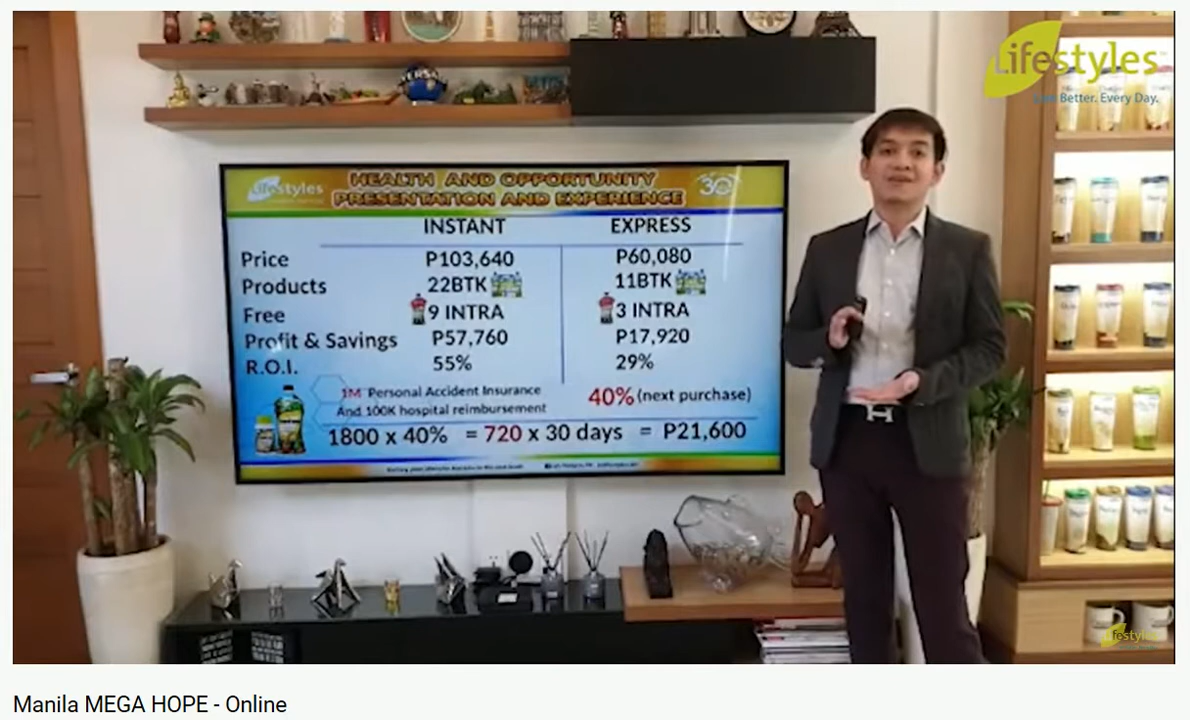 Lifestyles
Better. Every Day.
Lifestyles
HEALTH AND OPPORTUNITY
PRESENTATION AND EXPERIENCE
30
INSTANT EXPRESS
Price P103,640 P60,080
Products 22BTK 11BTK
Free 9 INTRA 3 INTRA
Profit & Savings P57,760 P17,920
R.O.I. 55% 29%
1M Personal Accident Insurance
And 100K hospital reimbursement
40% (next purchase)
1800 x 40% = 720 x 30 days = P21,600
lifestyles
Manila MEGA HOPE - Online